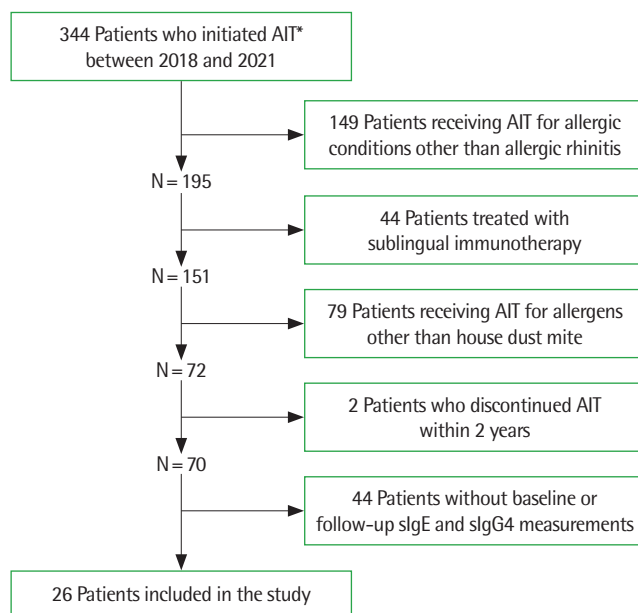 344 Patients who initiated AIT*
between 2018 and 2021
149 Patients receiving AIT for allergic
conditions other than allergic rhinitis
N = 195
44 Patients treated with
sublingual immunotherapy
N = 151
79 Patients receiving AIT for allergens
other than house dust mite
N = 72
2 Patients who discontinued AIT
within 2 years
N = 70
44 Patients without baseline or
follow-up sIgE and sIgG4 measurements
26 Patients included in the study